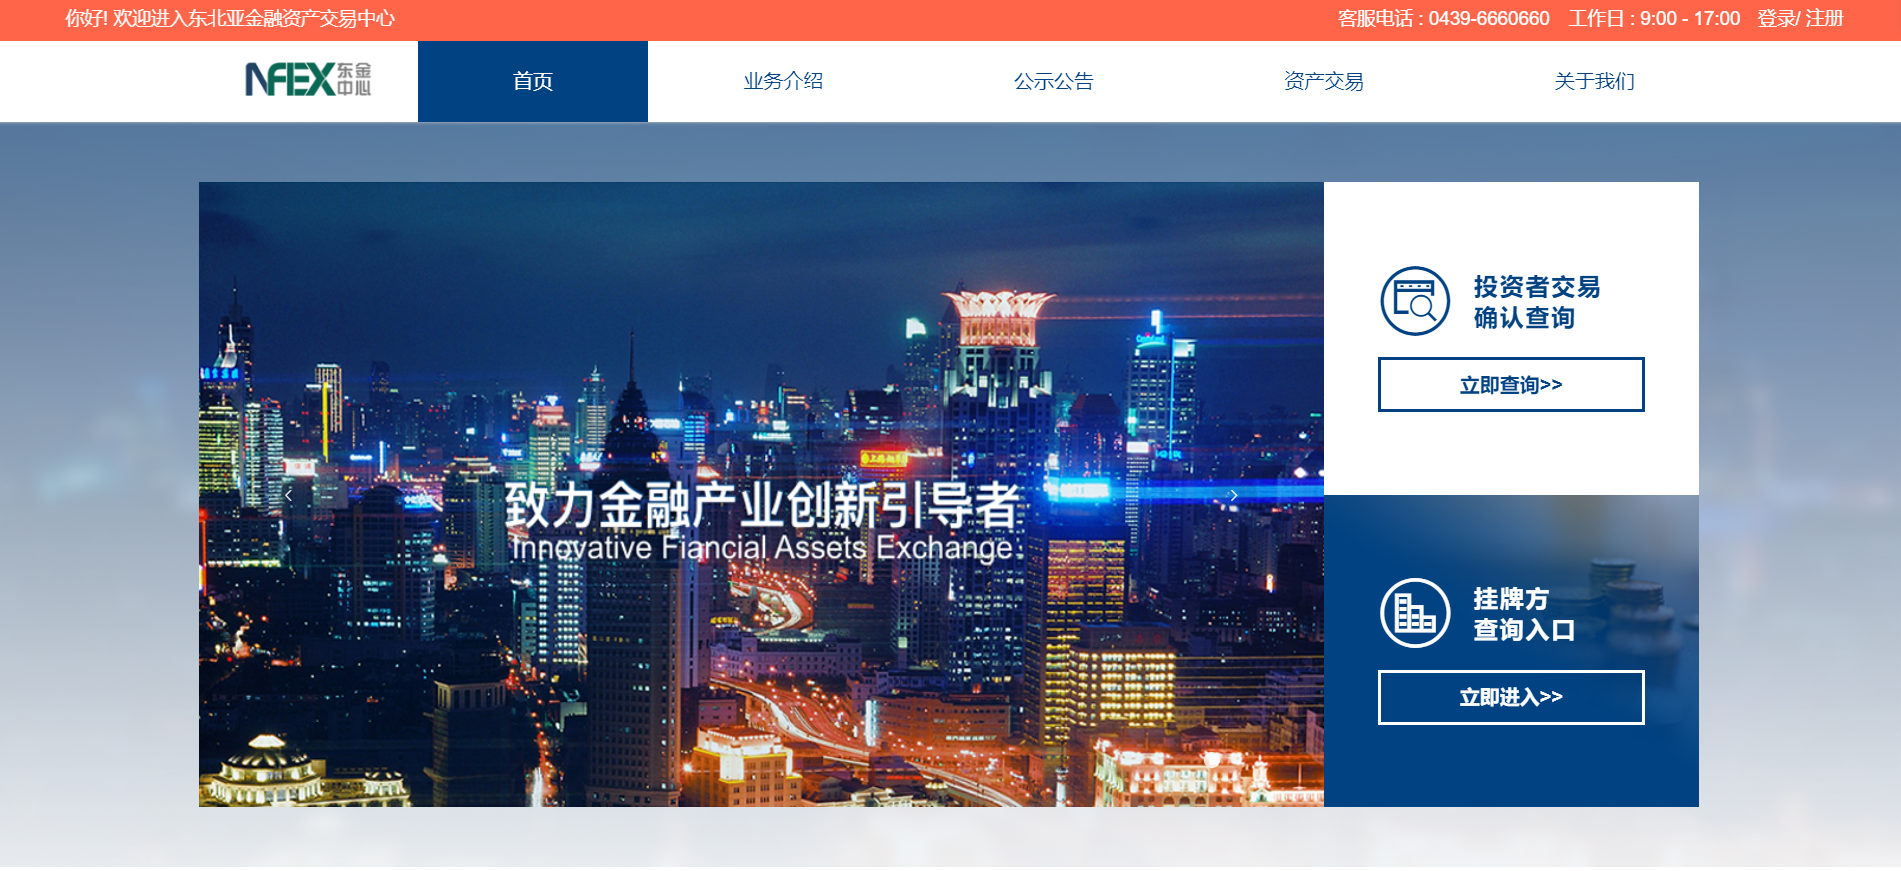 你好! 欢迎进入东北亚金融资产交易中心
客服电话 : 0439-6660660 工作日 : 9:00 - 17:00 登录/ 注册
NFEX 东金中心
首页 业务介绍 公示公告 资产交易 关于我们
致力金融产业创新引导者
Innovative Fiancial Assets Exchange
投资者交易
确认查询
立即查询>>
挂牌方
查询入口
立即进入>>